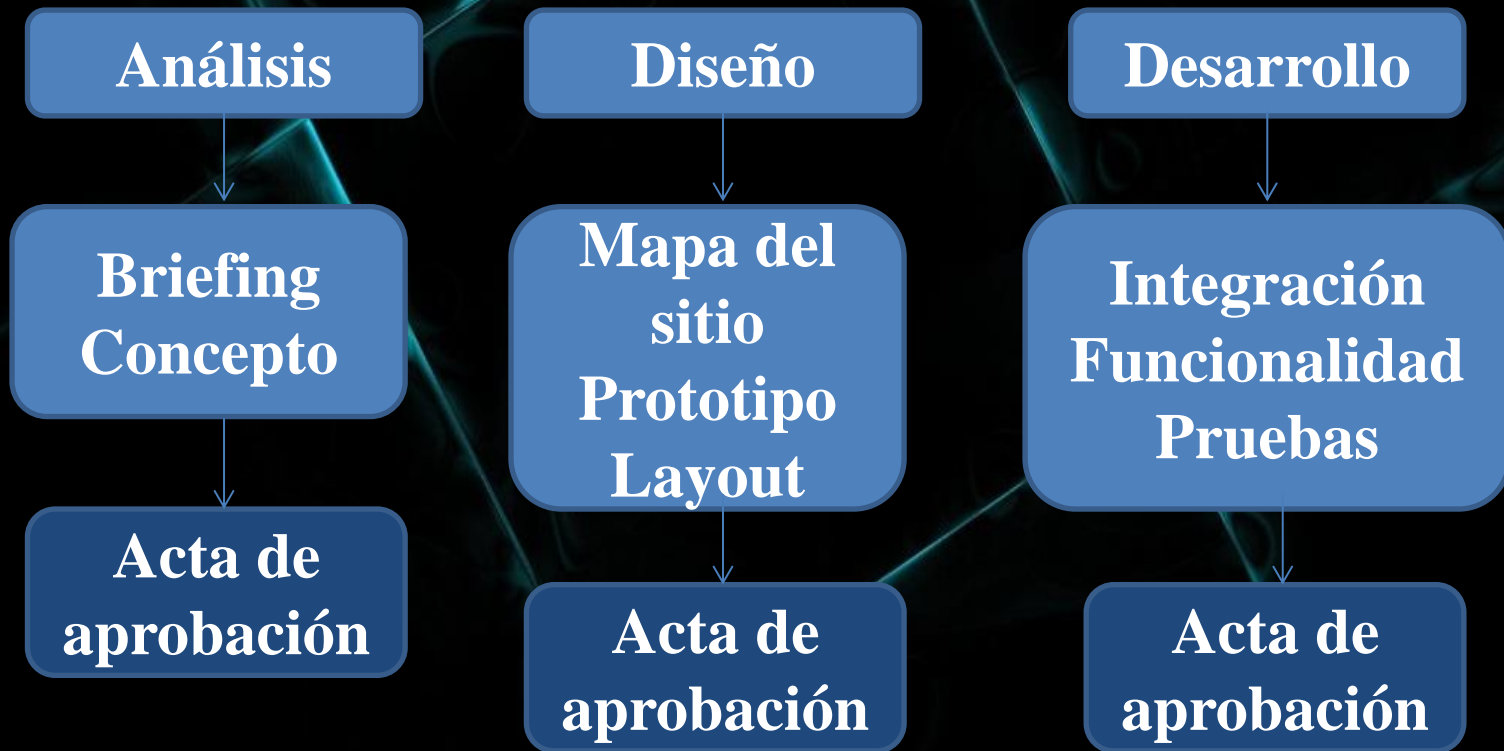 Análisis
Diseño
Desarrollo
Briefing
Concepto
Mapa del
sitio
Prototipo
Layout
Integración
Funcionalidad
Pruebas
Acta de
aprobación
Acta de
aprobación
Acta de
aprobación